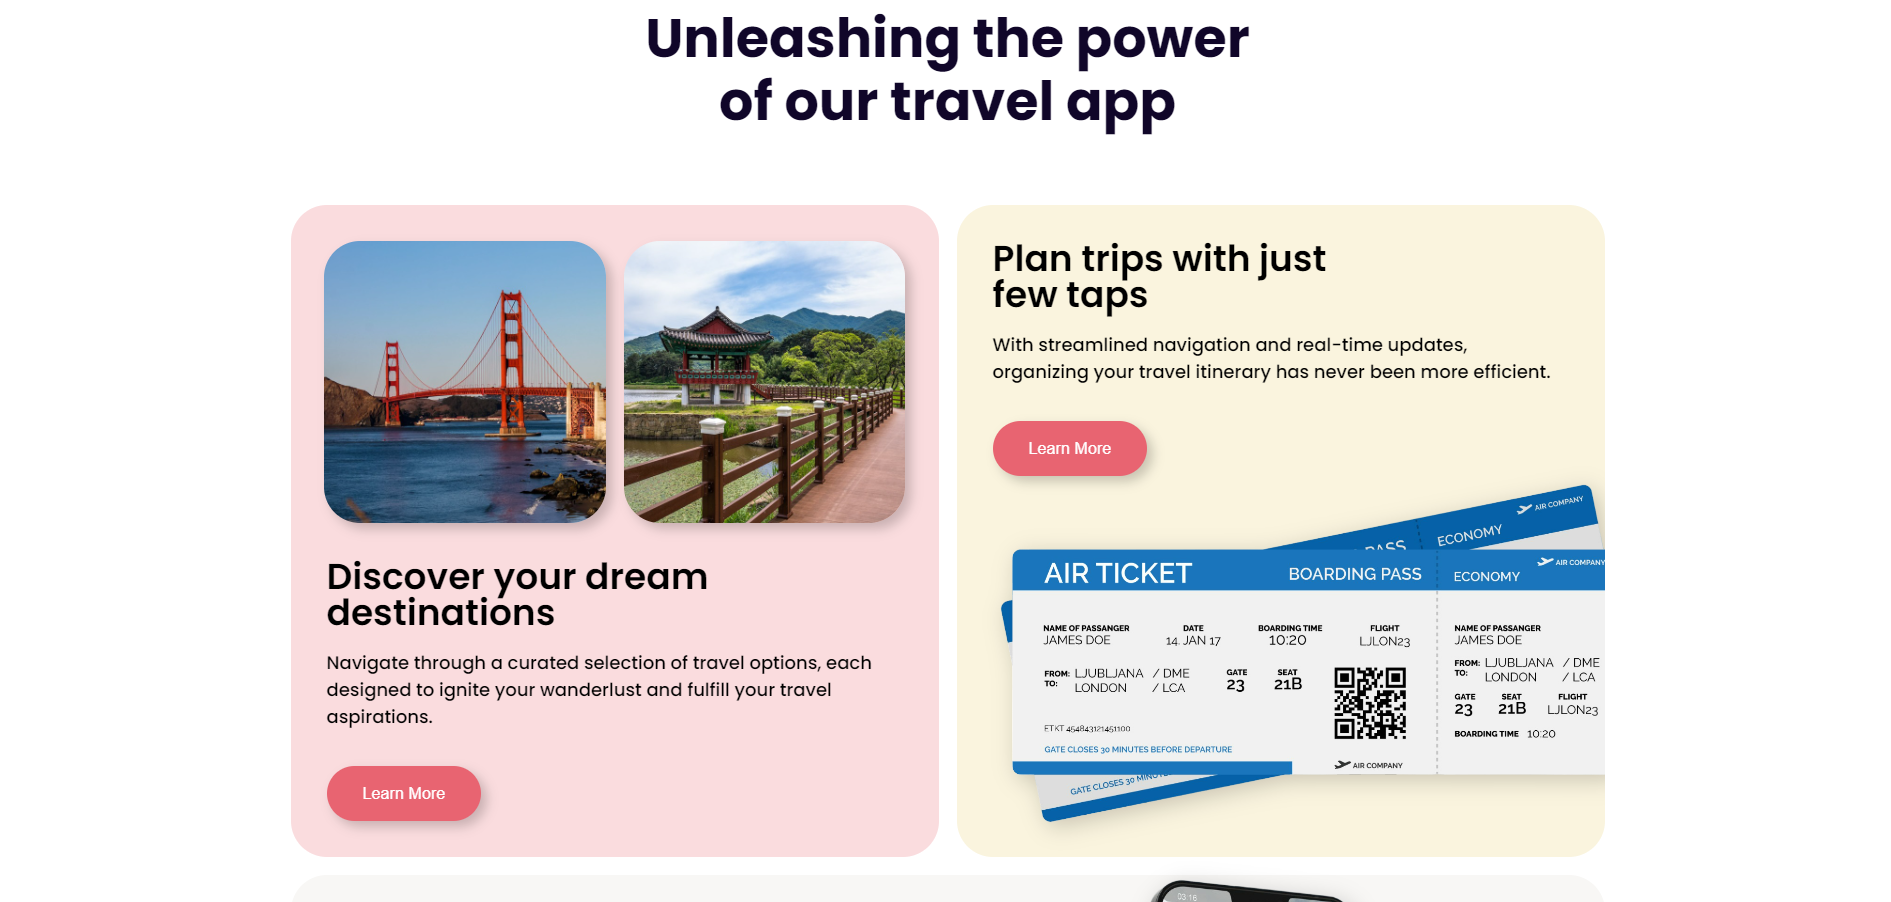 Unleashing the power
of our travel app
Discover your dream
destinations
Navigate through a curated selection of travel options, each
designed to ignite your wanderlust and fulfill your travel
aspirations.
Learn More
Plan trips with just
few taps
With streamlined navigation and real-time updates,
organizing your travel itinerary has never been more efficient.
Learn More
AIR COMPANY
ECONOMY
PASS
AIR TICKET
BOARDING PASS
ECONOMY
AIR COMPANY
NAME OF PASSANGER
JAMES DOE
DATE
14. JAN 17
BOARDING TIME
10:20
FLIGHT
LJLON23
FROM: LJUBLJANA / DME
TO: LONDON / LCA
GATE
23
SEAT
21B
ETKT 454843121451100
GATE CLOSES 30 MINUTES BEFORE DEPARTURE
AIR COMPANY
NAME OF PASSANGER
JAMES DOE
FROM: LJUBLJANA / DME
TO: LONDON / LCA
GATE
23
SEAT
21B
FLIGHT
LJLON23
BOARDING TIME 10:20
GATE CLOSES 30
03:16